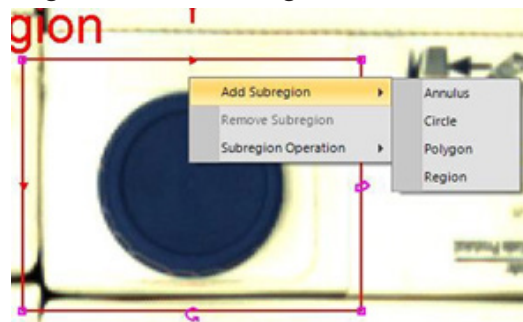 gion
Add Subregion
Remove Subregion
Subregion Operation
Annulus
Circle
Polygon
Region